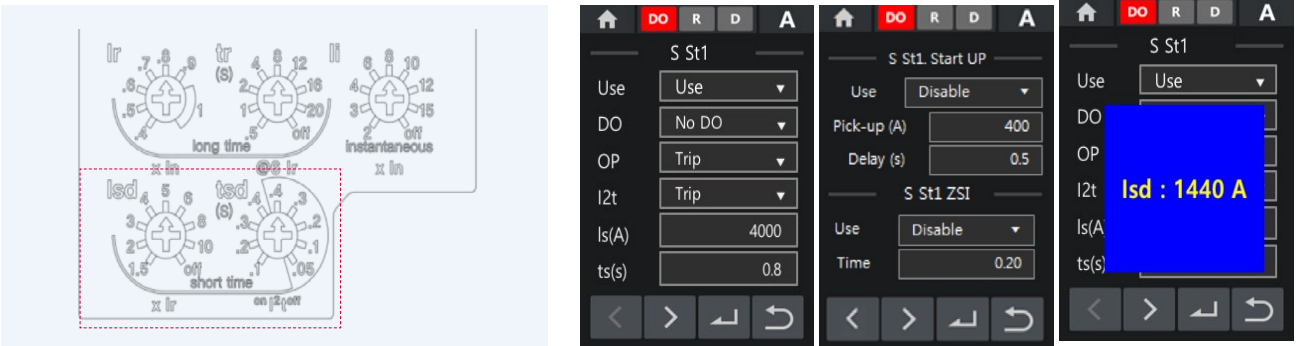 Ir
.4
.5
.6
.7
.8
.9
1
tr
(S)
.5
2
4
8
12
16
20
off
Ii
2
3
4
6
8
10
12
15
off
long time
instantaneous
x In
@6 Ir
x In
Isd
1.5
2
3
4
5
6
8
10
off
tsd
(S)
.1
.2
.3
.4
.4
.3
.2
.1
.05
short time
x Ir
on I²t off
DO R D A
S St1
Use Use
DO No DO
OP Trip
I2t Trip
Is(A) 4000
ts(s) 0.8
DO R D A
S St1. Start UP
Use Disable
Pick-up (A) 400
Delay (s) 0.5
S St1 ZSI
Use Disable
Time 0.20
DO R D A
S St1
Use Use
DO
OP
I2t
Isd : 1440 A
Is(A
ts(s)